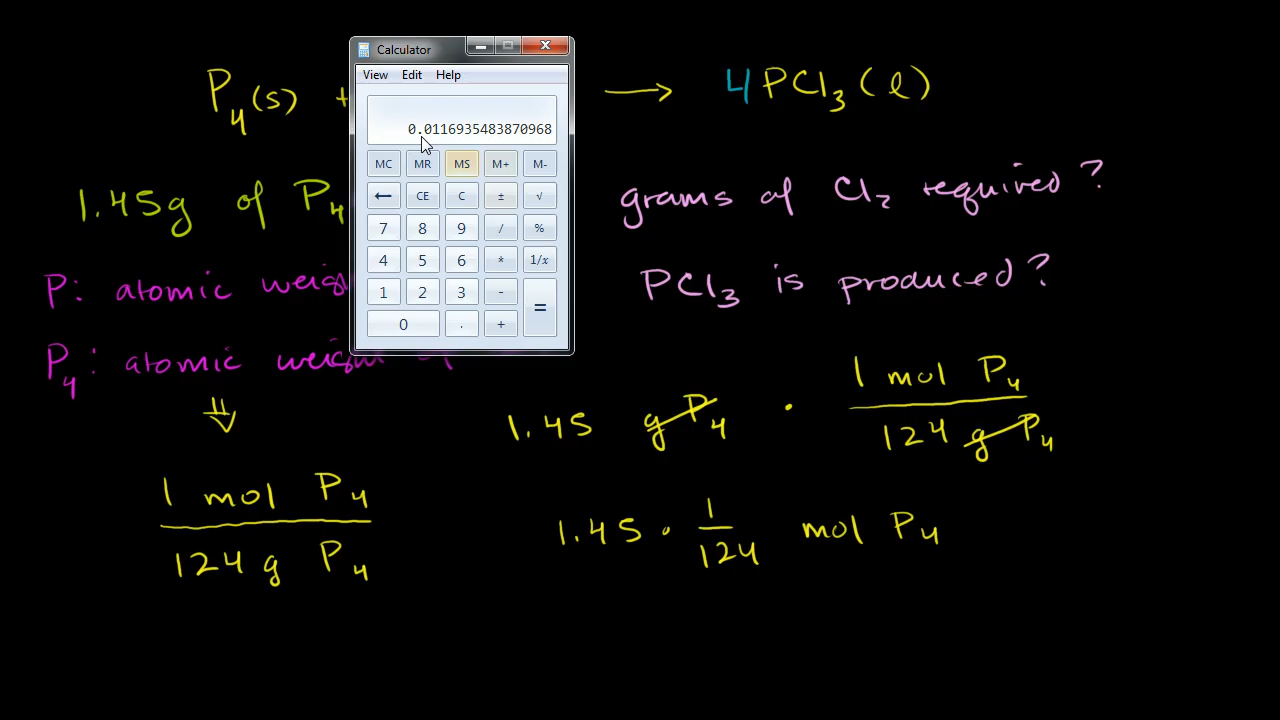 P4(s) + → 4PCl3(l)
Calculator
View Edit Help
0.0116935483870968
MC MR MS M+ M-
← CE C ± √
7 8 9 / %
4 5 6 * 1/x
1 2 3 - =
0 . +
1.45g of P4
grams of Cl2 required?
P: atomic
PCl3 is produced?
P4: atomic weight of
⇓
1.45 g P4 · 1 mol P4
124 g P4
1 mol P4
124 g P4
1.45 · 1/124 mol P4